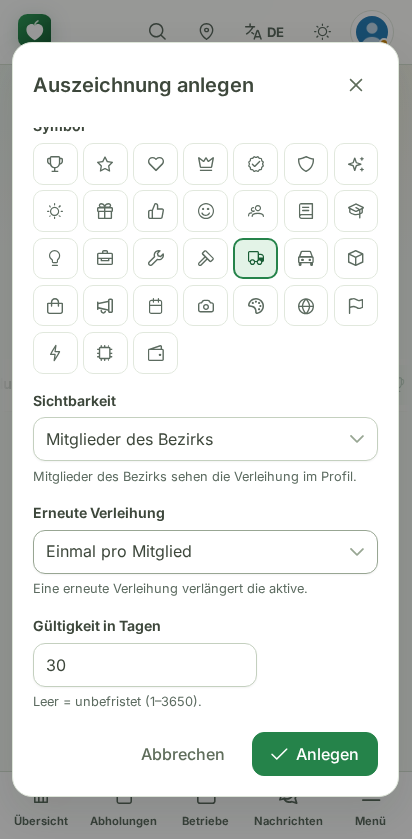 DE
Auszeichnung anlegen
Symbol
Sichtbarkeit
Mitglieder des Bezirks
Mitglieder des Bezirks sehen die Verleihung im Profil.
Erneute Verleihung
Einmal pro Mitglied
Eine erneute Verleihung verlängert die aktive.
Gültigkeit in Tagen
30
Leer = unbefristet (1–3650).
Abbrechen
Anlegen
Übersicht
Abholungen
Betriebe
Nachrichten
Menü